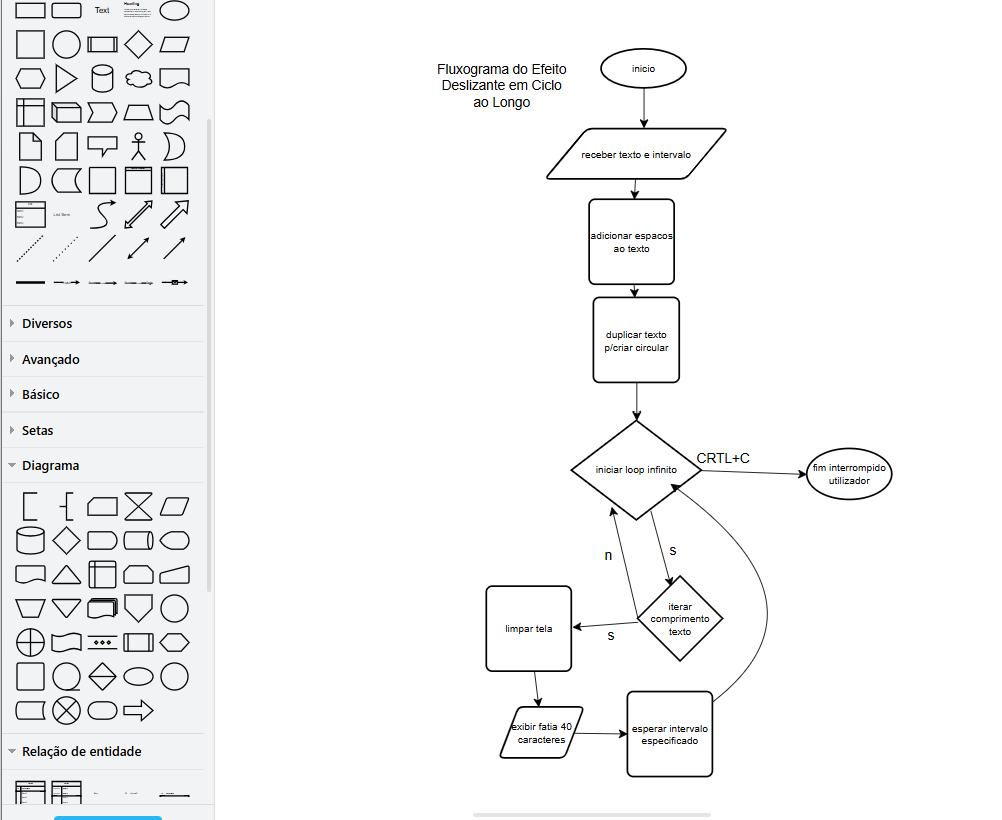 Text
Heading
List Item
Diversos
Avançado
Básico
Setas
Diagrama
Relação de entidade
Fluxograma do Efeito
Deslizante em Ciclo
ao Longo
inicio
receber texto e intervalo
adicionar espacos
ao texto
duplicar texto
p/criar circular
iniciar loop infinito
CRTL+C
fim interrompido
utilizador
n
s
iterar
comprimento
texto
limpar tela
s
exibir fatia 40
caracteres
esperar intervalo
especificado